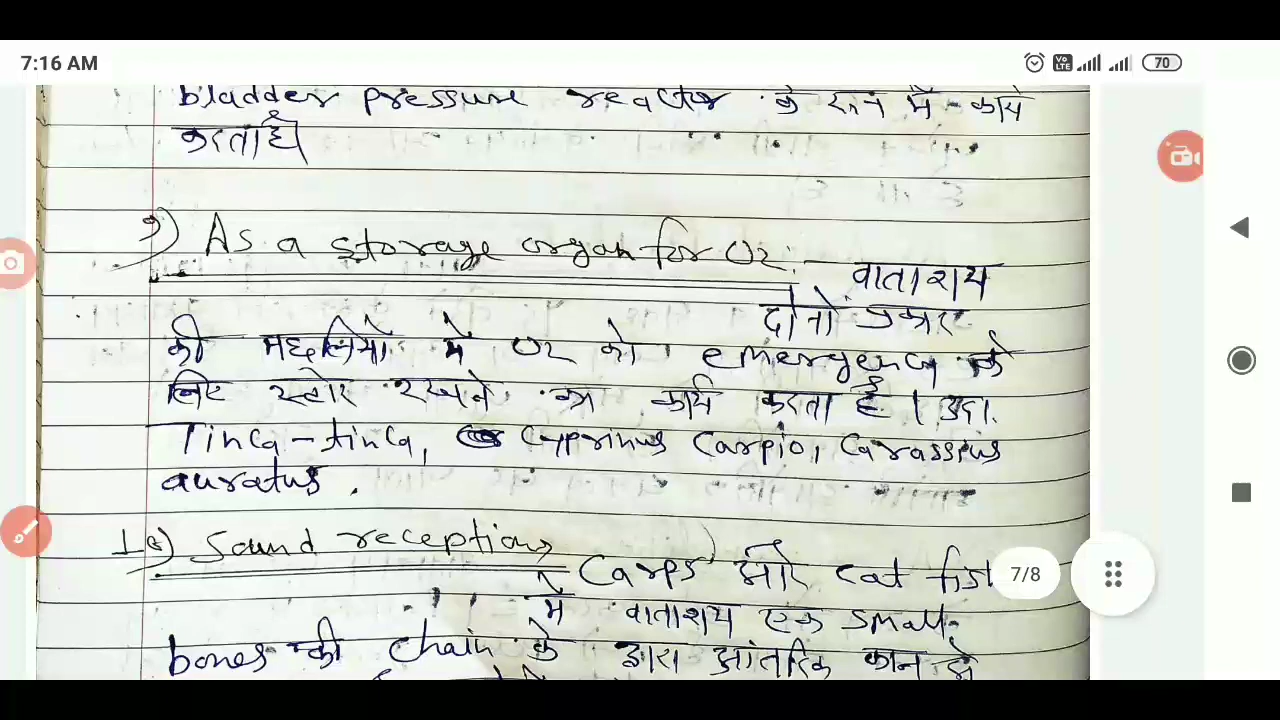 7:16 AM
Vo LTE
70
bladder pressure reactor के रूप में कार्य
करता है।
9) As a storage organ for O2:-
वाताशय
दोनो प्रकार
की मछलियो मे O2 को emergency के
लिए स्टोर रखने का कार्य करता है । उदा.
Tinca-tinca, Cyprinus Carpio, Carassius
auratus.
10) Sound reception,
Carps और cat fish
में वाताशय एक small
bones की chain के द्वारा आंतरिक कान से
7/8